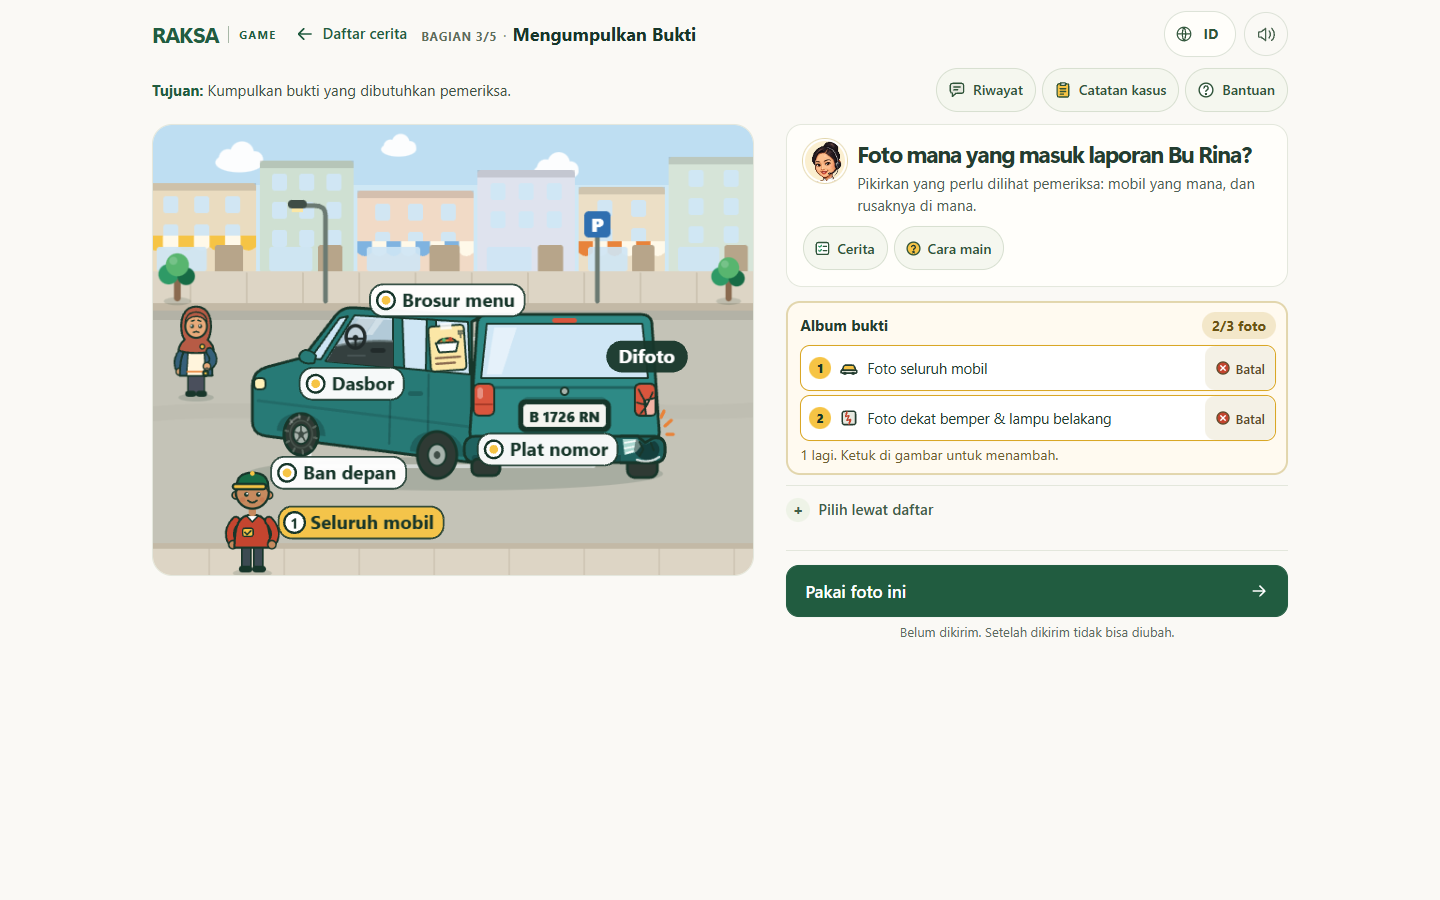 RAKSA GAME Daftar cerita BAGIAN 3/5 · Mengumpulkan Bukti ID
Tujuan: Kumpulkan bukti yang dibutuhkan pemeriksa.
Riwayat Catatan kasus Bantuan
P
Brosur menu
Difoto
Dasbor
B 1726 RN
Plat nomor
Ban depan
1 Seluruh mobil
Foto mana yang masuk laporan Bu Rina?
Pikirkan yang perlu dilihat pemeriksa: mobil yang mana, dan
rusaknya di mana.
Cerita Cara main
Album bukti 2/3 foto
1 Foto seluruh mobil Batal
2 Foto dekat bemper & lampu belakang Batal
1 lagi. Ketuk di gambar untuk menambah.
+ Pilih lewat daftar
Pakai foto ini
Belum dikirim. Setelah dikirim tidak bisa diubah.